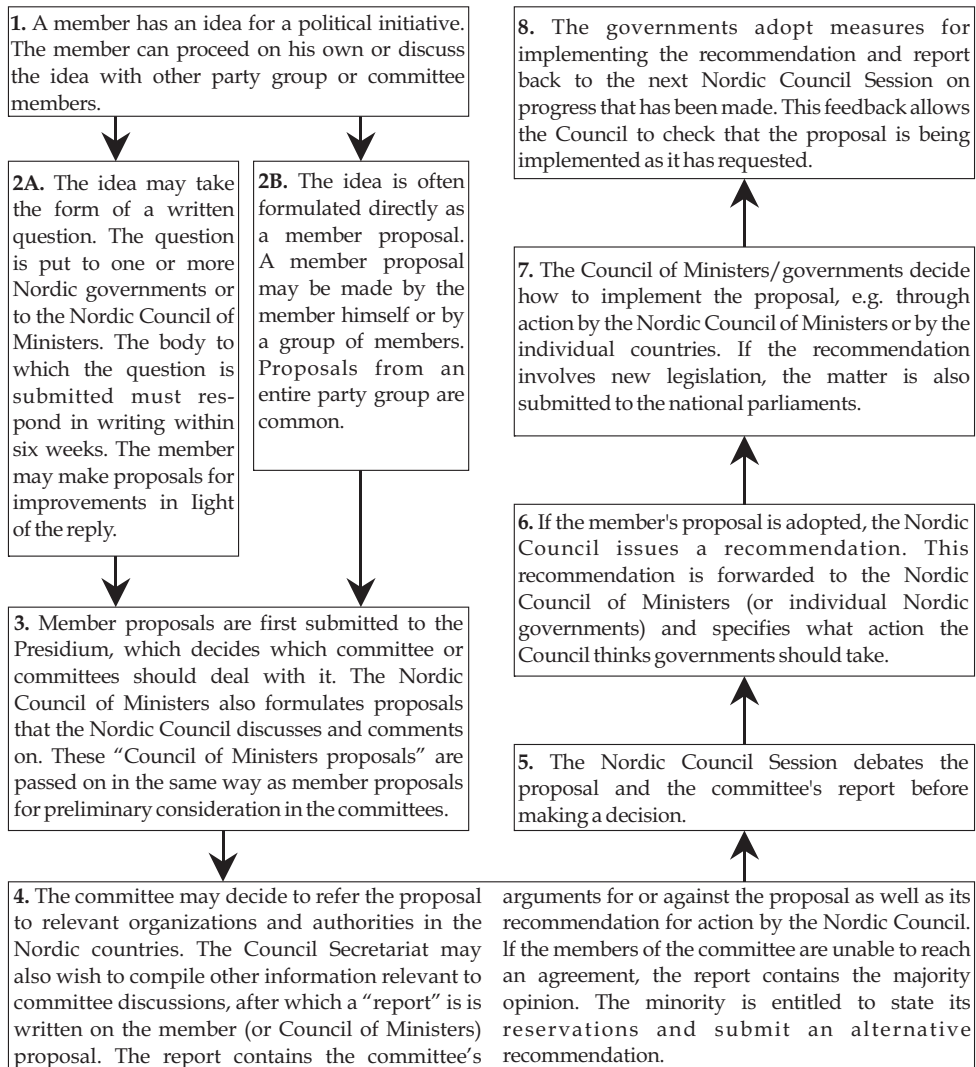 1. A member has an idea for a political initiative.
The member can proceed on his own or discuss
the idea with other party group or committee
members.
2A. The idea may take
the form of a written
question. The question
is put to one or more
Nordic governments or
to the Nordic Council of
Ministers. The body to
which the question is
submitted must res-
pond in writing within
six weeks. The member
may make proposals for
improvements in light
of the reply.
2B. The idea is often
formulated directly as
a member proposal.
A member proposal
may be made by the
member himself or by
a group of members.
Proposals from an
entire party group are
common.
3. Member proposals are first submitted to the
Presidium, which decides which committee or
committees should deal with it. The Nordic
Council of Ministers also formulates proposals
that the Nordic Council discusses and comments
on. These “Council of Ministers proposals” are
passed on in the same way as member proposals
for preliminary consideration in the committees.
4. The committee may decide to refer the proposal
to relevant organizations and authorities in the
Nordic countries. The Council Secretariat may
also wish to compile other information relevant to
committee discussions, after which a “report” is is
written on the member (or Council of Ministers)
proposal. The report contains the committee's
arguments for or against the proposal as well as its
recommendation for action by the Nordic Council.
If the members of the committee are unable to reach
an agreement, the report contains the majority
opinion. The minority is entitled to state its
reservations and submit an alternative
recommendation.
5. The Nordic Council Session debates the
proposal and the committee's report before
making a decision.
6. If the member's proposal is adopted, the Nordic
Council issues a recommendation. This
recommendation is forwarded to the Nordic
Council of Ministers (or individual Nordic
governments) and specifies what action the
Council thinks governments should take.
7. The Council of Ministers/governments decide
how to implement the proposal, e.g. through
action by the Nordic Council of Ministers or by the
individual countries. If the recommendation
involves new legislation, the matter is also
submitted to the national parliaments.
8. The governments adopt measures for
implementing the recommendation and report
back to the next Nordic Council Session on
progress that has been made. This feedback allows
the Council to check that the proposal is being
implemented as it has requested.